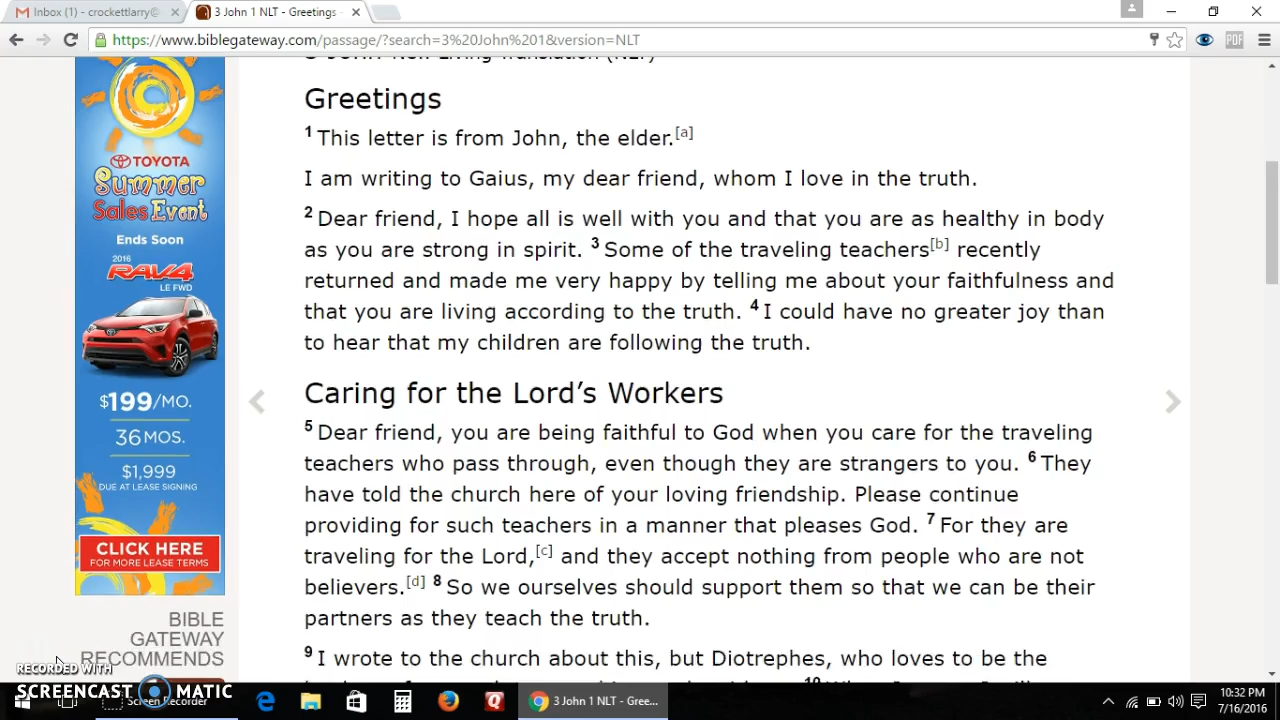 Inbox (1) - crockettlarry@
3 John 1 NLT - Greetings -
https://www.biblegateway.com/passage/?search=3%20John%201&version=NLT
PDF
TOYOTA
Summer
Sales Event
Ends Soon
2016
RAV4
LE FWD
$199/MO.
36 MOS.
$1,999
DUE AT LEASE SIGNING
CLICK HERE
FOR MORE LEASE TERMS
BIBLE
GATEWAY
RECOMMENDS
Greetings
1 This letter is from John, the elder.[a]
I am writing to Gaius, my dear friend, whom I love in the truth.
2 Dear friend, I hope all is well with you and that you are as healthy in body
as you are strong in spirit. 3 Some of the traveling teachers[b] recently
returned and made me very happy by telling me about your faithfulness and
that you are living according to the truth. 4 I could have no greater joy than
to hear that my children are following the truth.
Caring for the Lord’s Workers
5 Dear friend, you are being faithful to God when you care for the traveling
teachers who pass through, even though they are strangers to you. 6 They
have told the church here of your loving friendship. Please continue
providing for such teachers in a manner that pleases God. 7 For they are
traveling for the Lord,[c] and they accept nothing from people who are not
believers.[d] 8 So we ourselves should support them so that we can be their
partners as they teach the truth.
9 I wrote to the church about this, but Diotrephes, who loves to be the
RECORDED WITH
SCREENCAST MATIC
Screen Recorder
3 John 1 NLT - Gree...
10:32 PM
7/16/2016